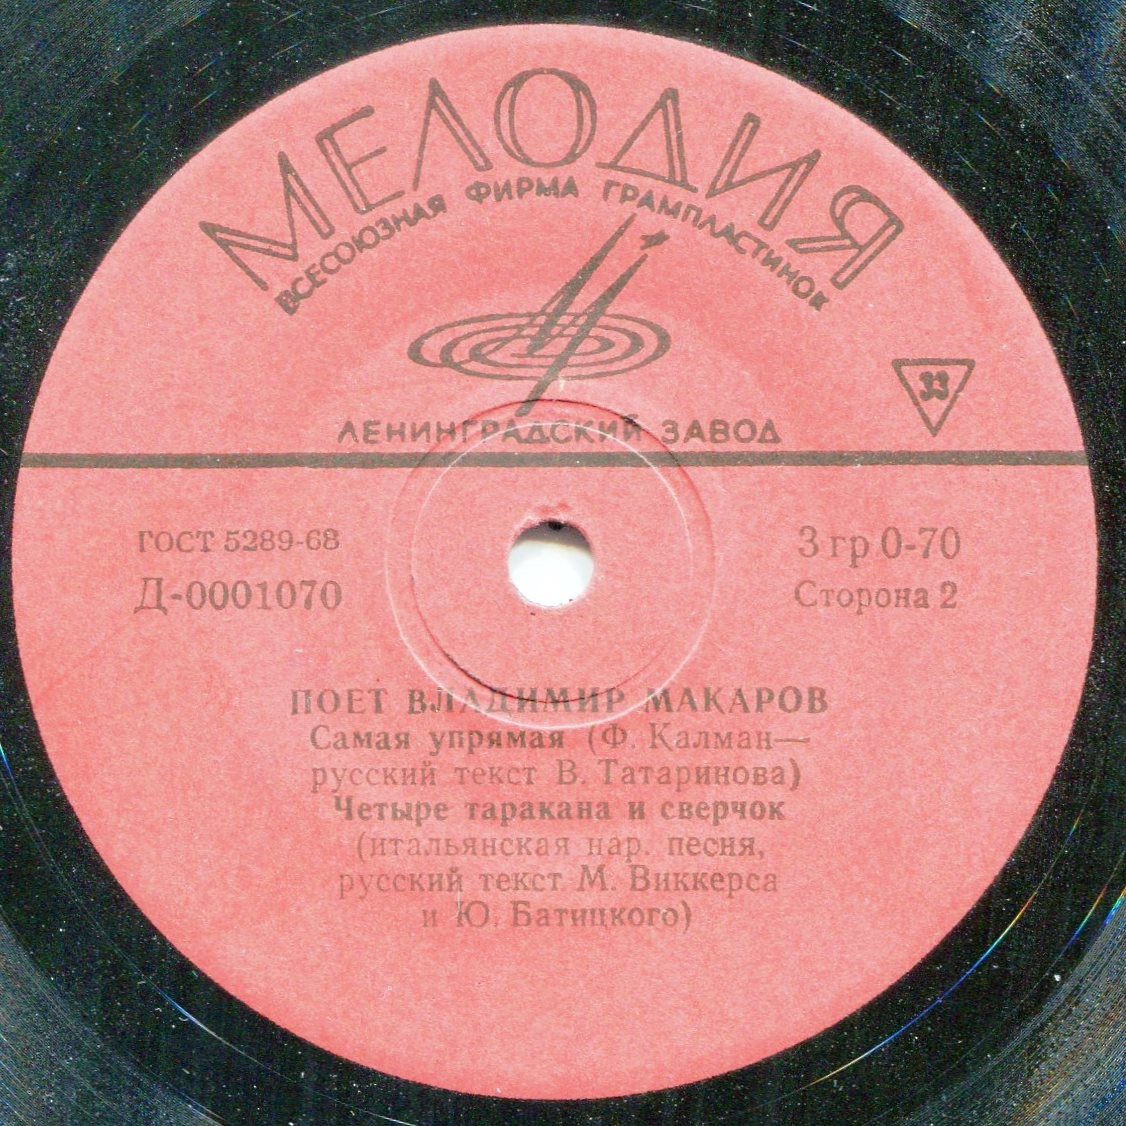 МЕЛОДИЯ
ВСЕСОЮЗНАЯ ФИРМА ГРАМПЛАСТИНОК
33
ЛЕНИНГРАДСКИЙ ЗАВОД
ГОСТ 5289-68
3 гр 0-70
Д-0001070
Сторона 2
ПОЕТ ВЛАДИМИР МАКАРОВ
Самая упрямая (Ф. Калман—
русский текст В. Татаринова)
Четыре таракана и сверчок
(итальянская нар. песня,
русский текст М. Виккерса
и Ю. Батицкого)